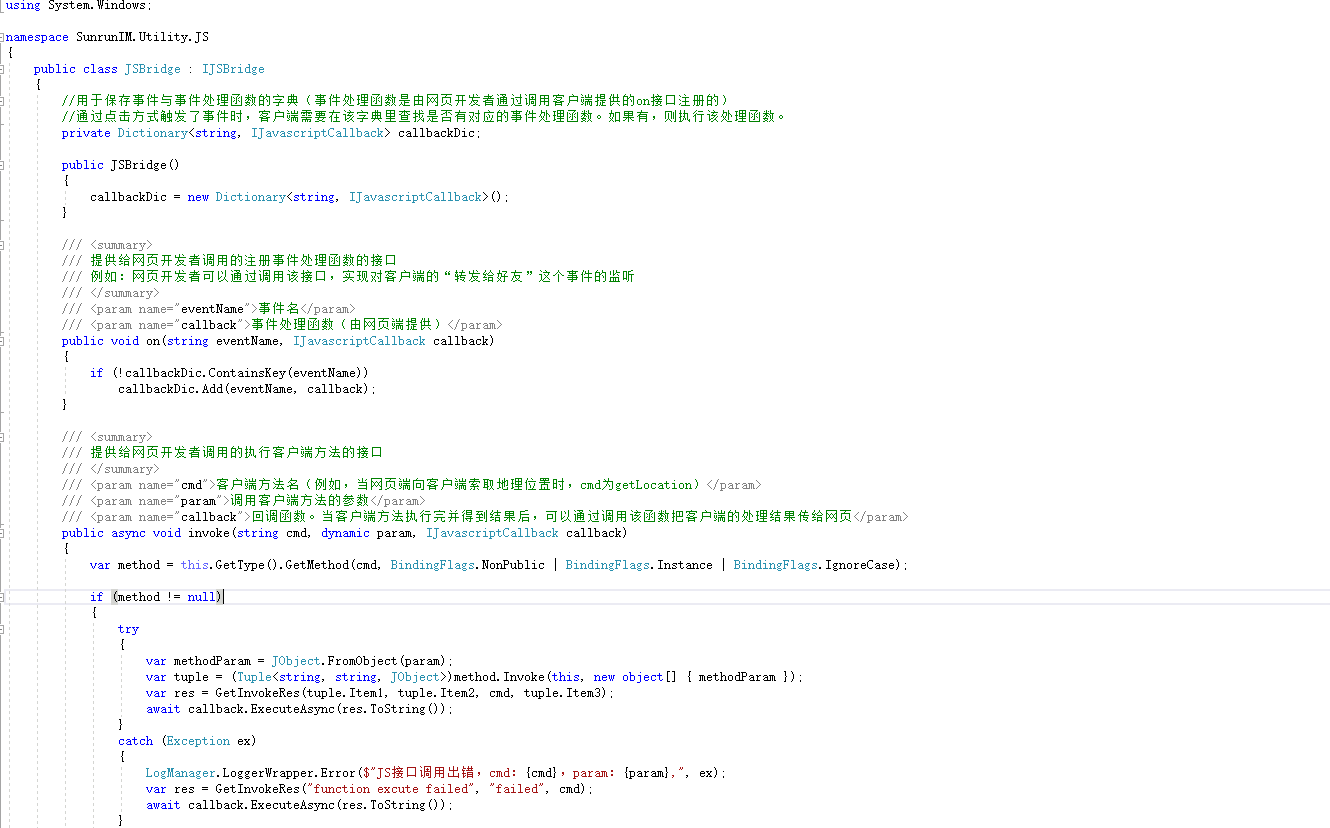 using System.Windows;
namespace SunrunIM.Utility.JS
{
public class JSBridge : IJSBridge
{
//用于保存事件与事件处理函数的字典（事件处理函数是由网页开发者通过调用客户端提供的on接口注册的）
//通过点击方式触发了事件时，客户端需要在该字典里查找是否有对应的事件处理函数。如果有，则执行该处理函数。
private Dictionary<string, IJavascriptCallback> callbackDic;
public JSBridge()
{
callbackDic = new Dictionary<string, IJavascriptCallback>();
}
/// <summary>
/// 提供给网页开发者调用的注册事件处理函数的接口
/// 例如：网页开发者可以通过调用该接口，实现对客户端的“转发给好友”这个事件的监听
/// </summary>
/// <param name="eventName">事件名</param>
/// <param name="callback">事件处理函数（由网页端提供）</param>
public void on(string eventName, IJavascriptCallback callback)
{
if (!callbackDic.ContainsKey(eventName))
callbackDic.Add(eventName, callback);
}
/// <summary>
/// 提供给网页开发者调用的执行客户端方法的接口
/// </summary>
/// <param name="cmd">客户端方法名（例如，当网页端向客户端索取地理位置时，cmd为getLocation）</param>
/// <param name="param">调用客户端方法的参数</param>
/// <param name="callback">回调函数。当客户端方法执行完并得到结果后，可以通过调用该函数把客户端的处理结果传给网页</param>
public async void invoke(string cmd, dynamic param, IJavascriptCallback callback)
{
var method = this.GetType().GetMethod(cmd, BindingFlags.NonPublic | BindingFlags.Instance | BindingFlags.IgnoreCase);
if (method != null)
{
try
{
var methodParam = JObject.FromObject(param);
var tuple = (Tuple<string, string, JObject>)method.Invoke(this, new object[] { methodParam });
var res = GetInvokeRes(tuple.Item1, tuple.Item2, cmd, tuple.Item3);
await callback.ExecuteAsync(res.ToString());
}
catch (Exception ex)
{
LogManager.LoggerWrapper.Error($"JS接口调用出错，cmd：{cmd}，param：{param},", ex);
var res = GetInvokeRes("function excute failed", "failed", cmd);
await callback.ExecuteAsync(res.ToString());
}